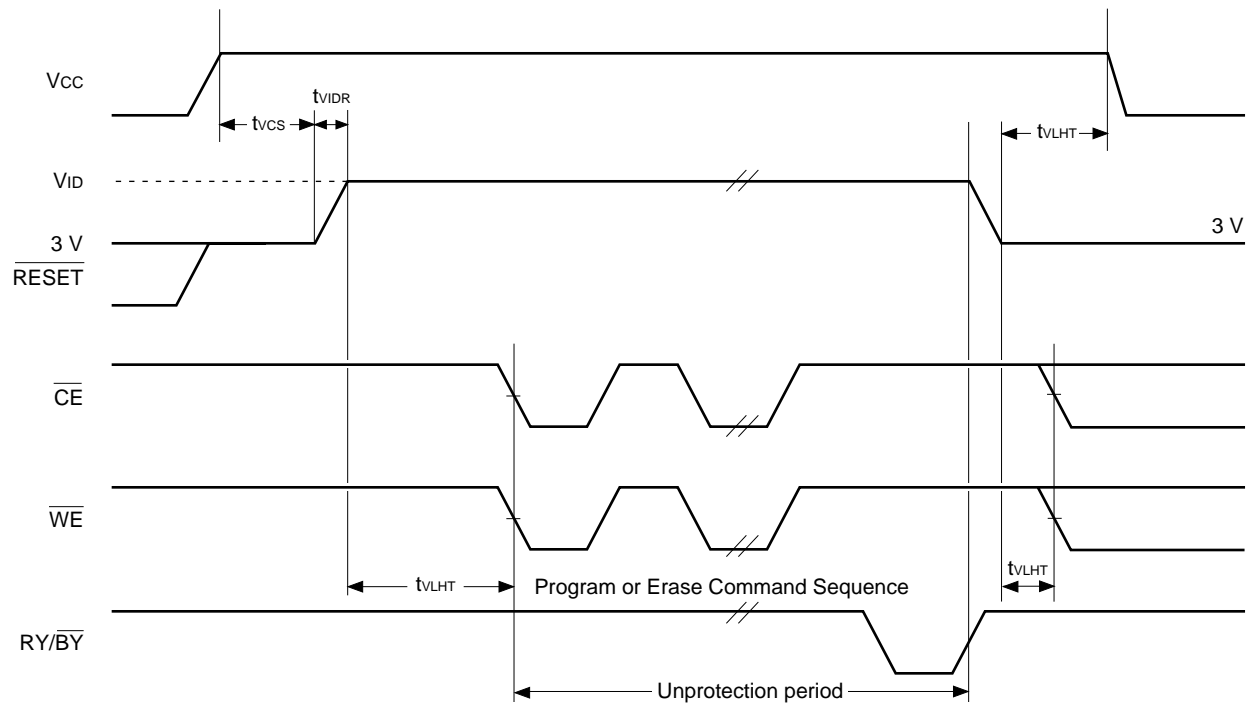 VCC
tVIDR
tVCS
tVLHT
VID
3 V
3 V
RESET
CE
WE
tVLHT
Program or Erase Command Sequence
tVLHT
RY/BY
Unprotection period